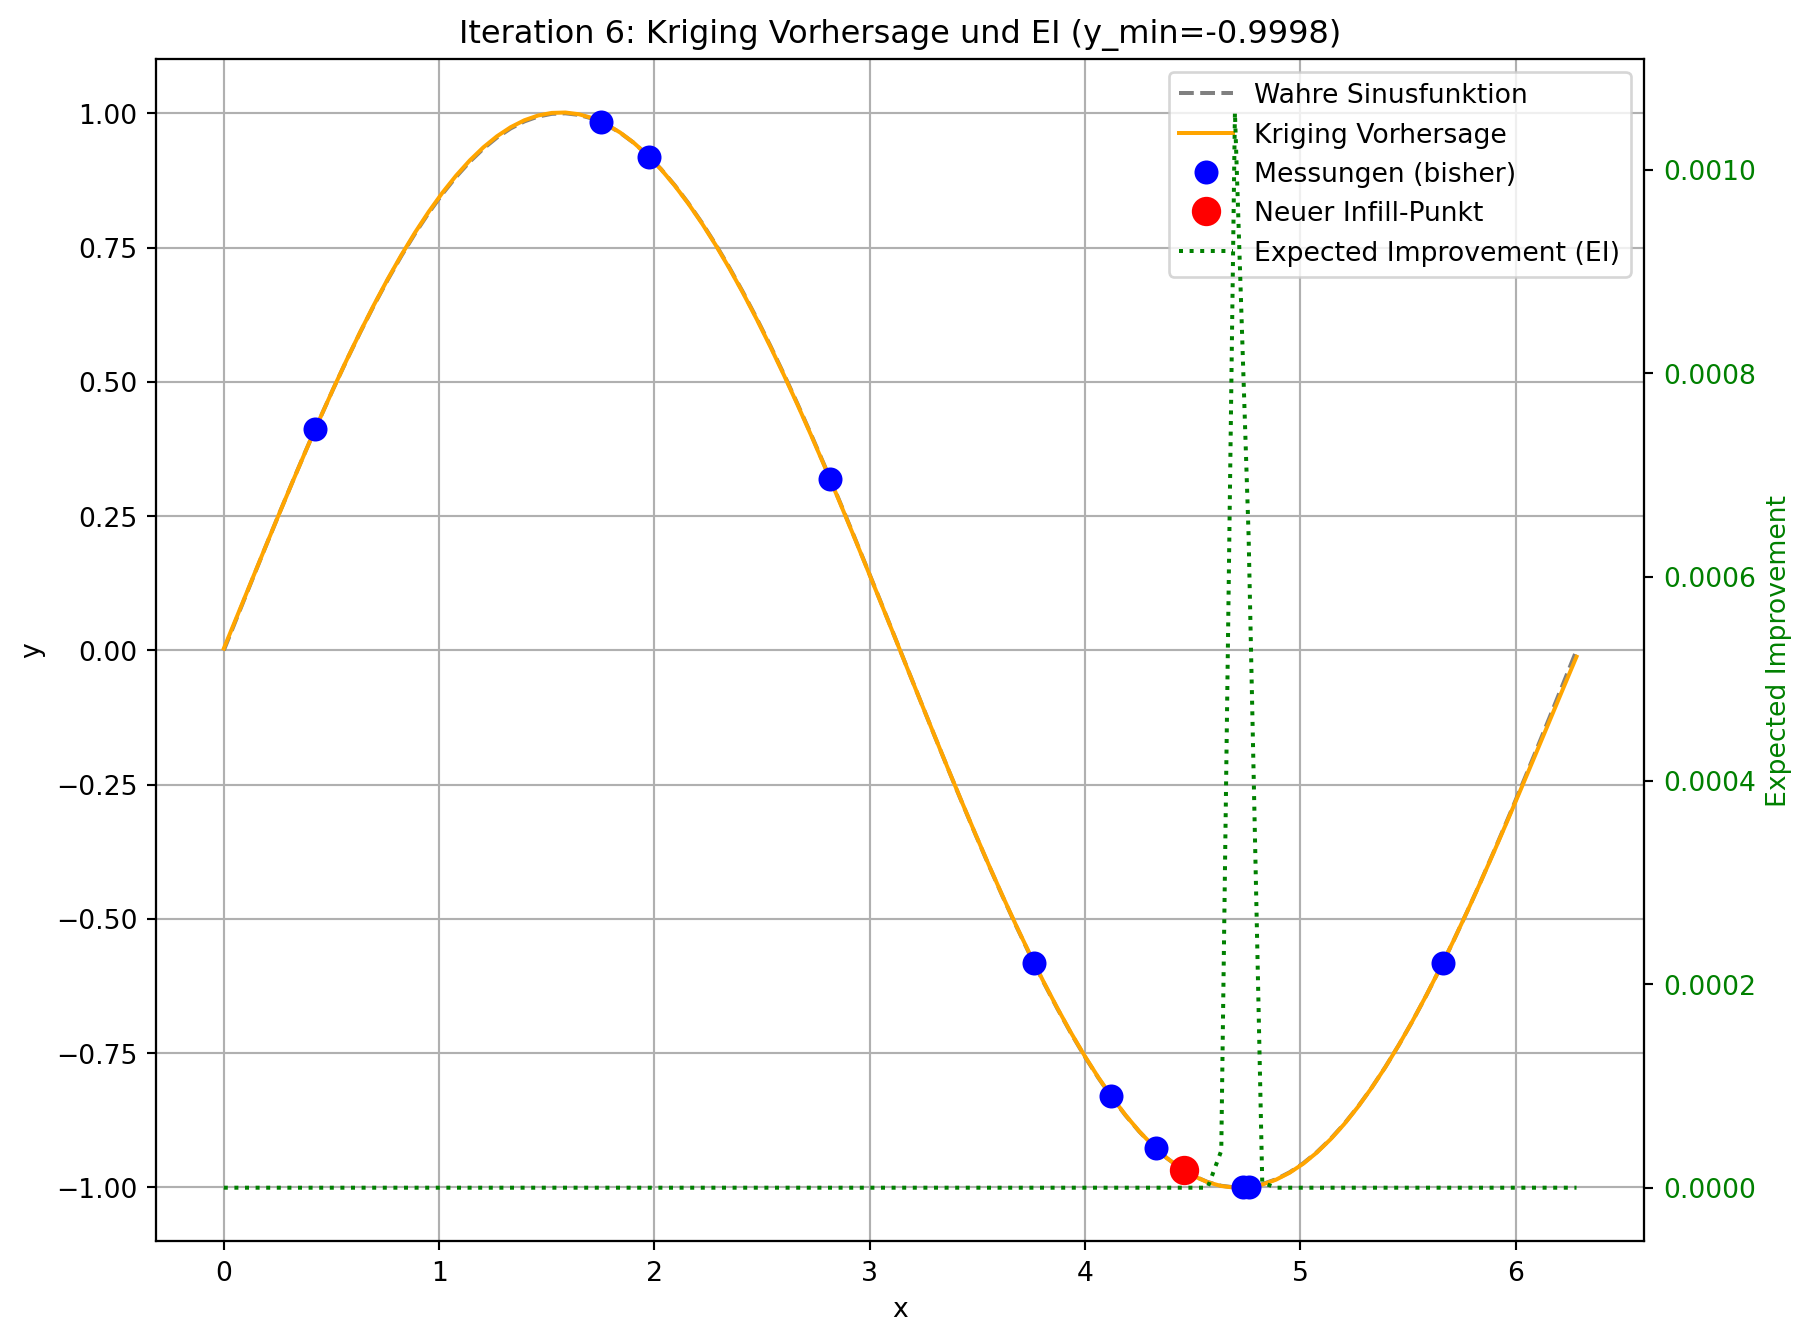 Iteration 6: Kriging Vorhersage und EI (y_min=-0.9998)
Wahre Sinusfunktion
Kriging Vorhersage
Messungen (bisher)
Neuer Infill-Punkt
Expected Improvement (EI)
1.00
0.75
0.50
0.25
0.00
−0.25
−0.50
−0.75
−1.00
y
0.0010
0.0008
0.0006
0.0004
0.0002
0.0000
Expected Improvement
0 1 2 3 4 5 6
x